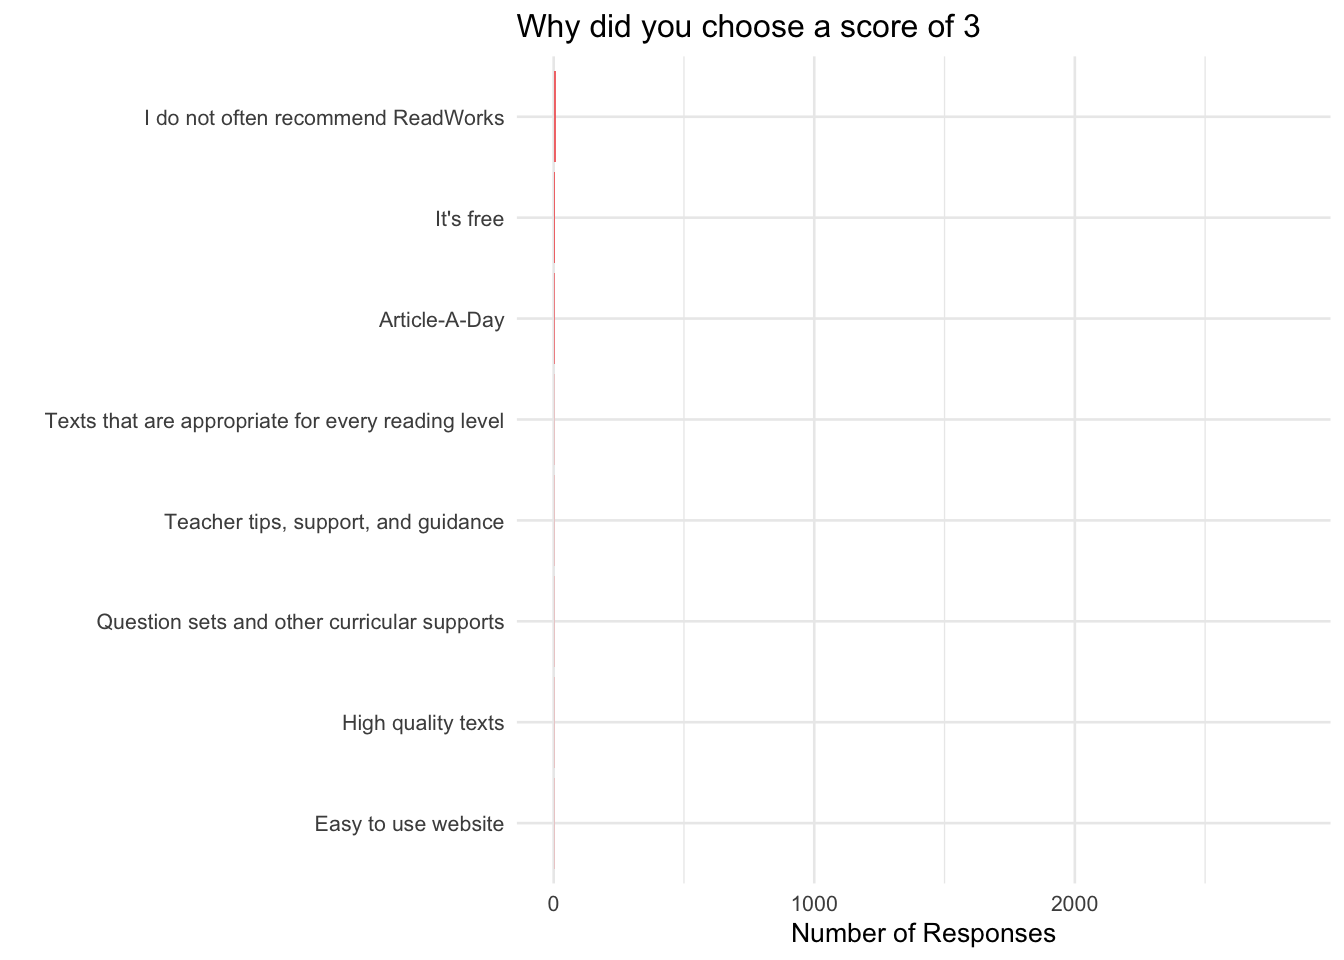 Why did you choose a score of 3
I do not often recommend ReadWorks
It's free
Article-A-Day
Texts that are appropriate for every reading level
Teacher tips, support, and guidance
Question sets and other curricular supports
High quality texts
Easy to use website
0 1000 2000
Number of Responses